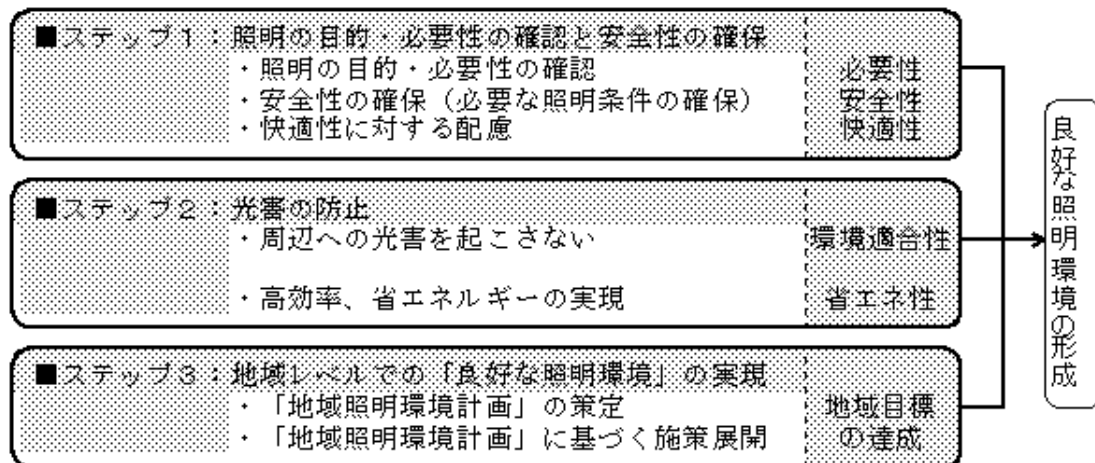 ■ステップ1:照明の目的・必要性の確認と安全性の確保
・照明の目的・必要性の確認
必要性
・安全性の確保(必要な照明条件の確保)
安全性
・快適性に対する配慮
快適性
■ステップ2:光害の防止
・周辺への光害を起こさない
環境適合性
・高効率、省エネルギーの実現
省エネ性
■ステップ3:地域レベルでの「良好な照明環境」の実現
・「地域照明環境計画」の策定
地域目標
・「地域照明環境計画」に基づく施策展開
の達成
良好な照明環境の形成